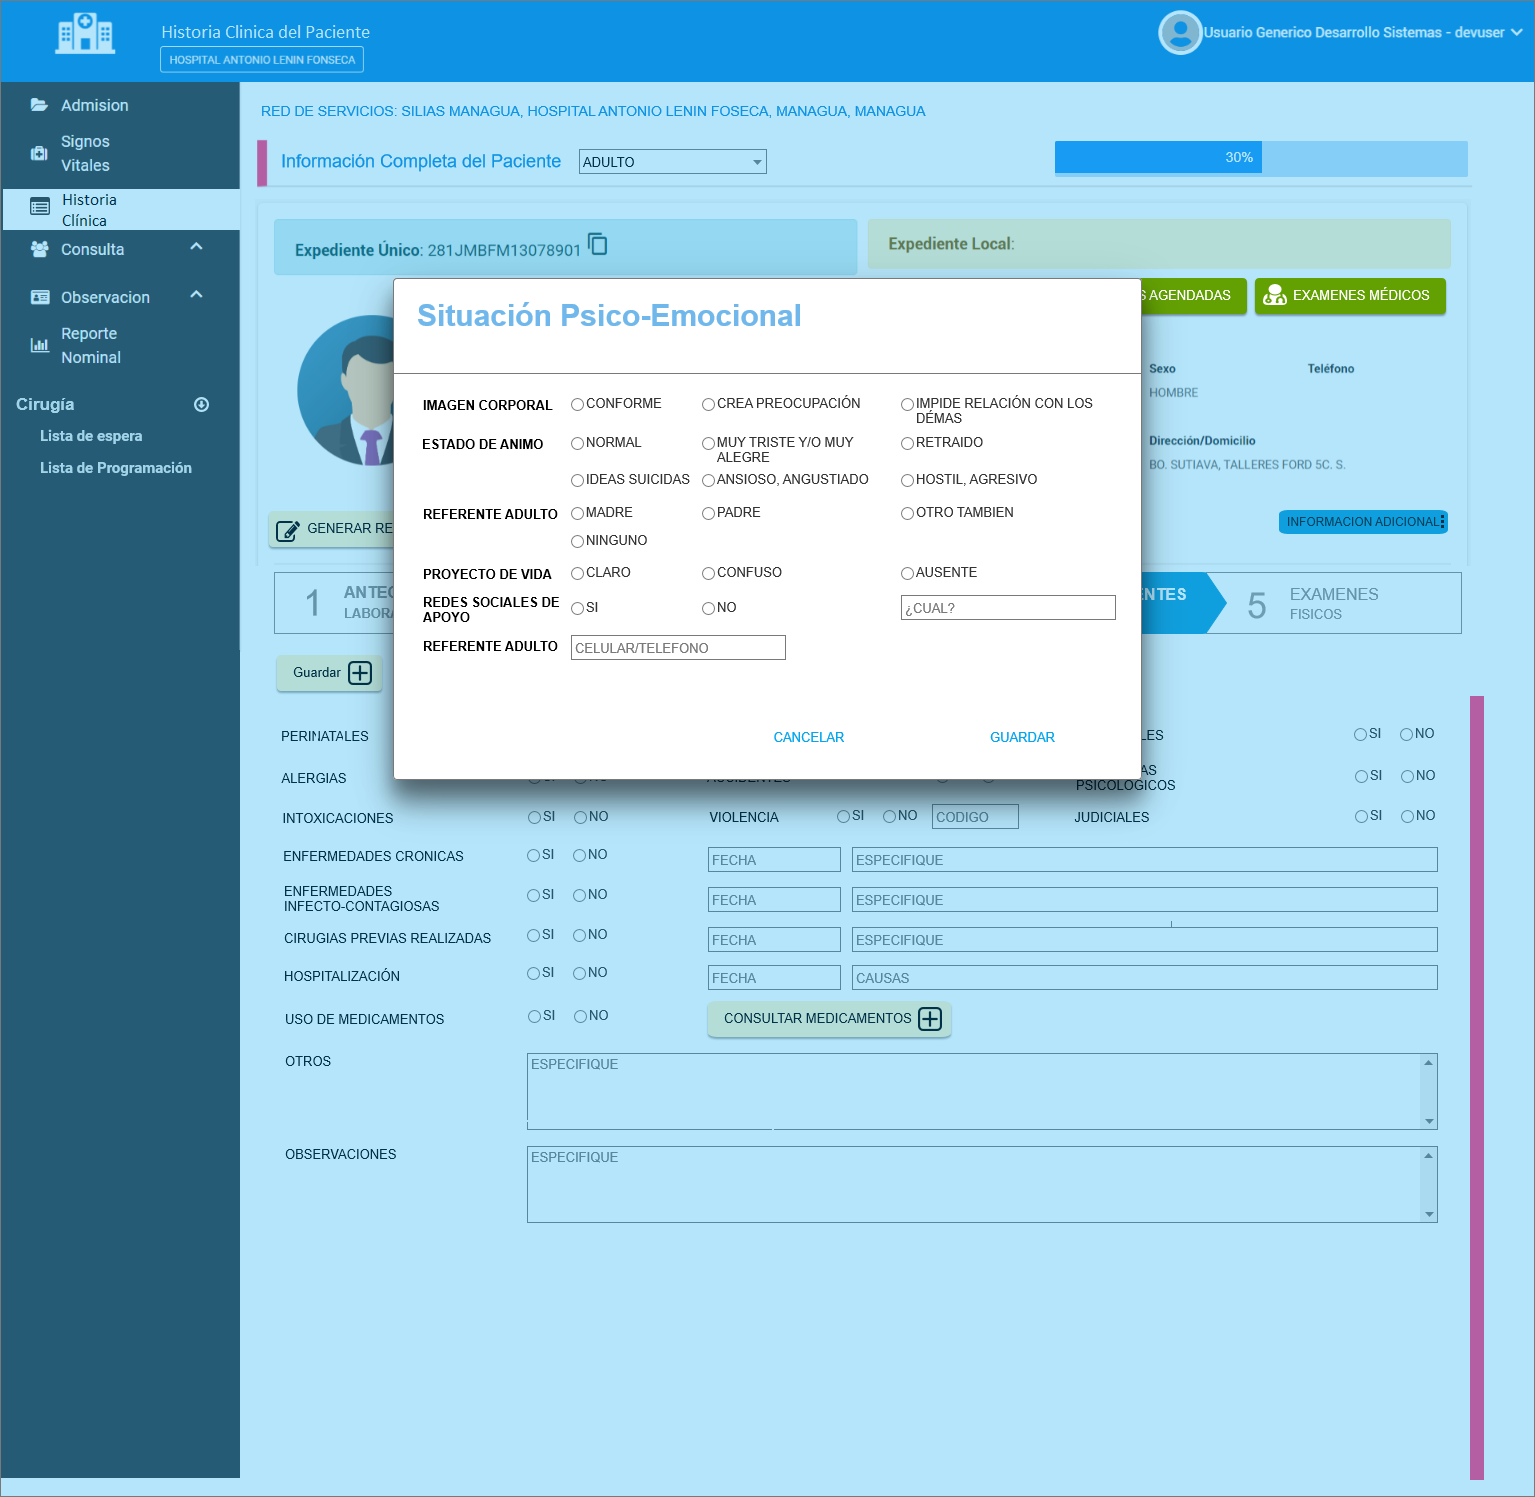 Historia Clinica del Paciente
HOSPITAL ANTONIO LENIN FONSECA
Usuario Generico Desarrollo Sistemas - devuser
Admision
Signos
Vitales
Historia
Clínica
Consulta
Observacion
Reporte
Nominal
Cirugía
Lista de espera
Lista de Programación
RED DE SERVICIOS: SILIAS MANAGUA, HOSPITAL ANTONIO LENIN FOSECA, MANAGUA, MANAGUA
Información Completa del Paciente
ADULTO
30%
Expediente Único: 281JMBFM13078901
Expediente Local:
S AGENDADAS
EXAMENES MÉDICOS
Sexo
Teléfono
HOMBRE
Dirección/Domicilio
BO. SUTIAVA, TALLERES FORD 5C. S.
GENERAR RE
INFORMACION ADICIONAL
1
ANTEC
LABORA
ENTES
5
EXAMENES
FISICOS
Guardar
Situación Psico-Emocional
IMAGEN CORPORAL
CONFORME
CREA PREOCUPACIÓN
IMPIDE RELACIÓN CON LOS
DÉMAS
ESTADO DE ANIMO
NORMAL
MUY TRISTE Y/O MUY
ALEGRE
RETRAIDO
IDEAS SUICIDAS
ANSIOSO, ANGUSTIADO
HOSTIL, AGRESIVO
REFERENTE ADULTO
MADRE
PADRE
OTRO TAMBIEN
NINGUNO
PROYECTO DE VIDA
CLARO
CONFUSO
AUSENTE
REDES SOCIALES DE
APOYO
SI
NO
¿CUAL?
REFERENTE ADULTO
CELULAR/TELEFONO
CANCELAR
GUARDAR
PERINATALES
LES
SI
NO
ALERGIAS
AS
PSICOLOGICOS
SI
NO
INTOXICACIONES
SI
NO
VIOLENCIA
SI
NO
CODIGO
JUDICIALES
SI
NO
ENFERMEDADES CRONICAS
SI
NO
FECHA
ESPECIFIQUE
ENFERMEDADES
INFECTO-CONTAGIOSAS
SI
NO
FECHA
ESPECIFIQUE
CIRUGIAS PREVIAS REALIZADAS
SI
NO
FECHA
ESPECIFIQUE
HOSPITALIZACIÓN
SI
NO
FECHA
CAUSAS
USO DE MEDICAMENTOS
SI
NO
CONSULTAR MEDICAMENTOS
OTROS
ESPECIFIQUE
OBSERVACIONES
ESPECIFIQUE